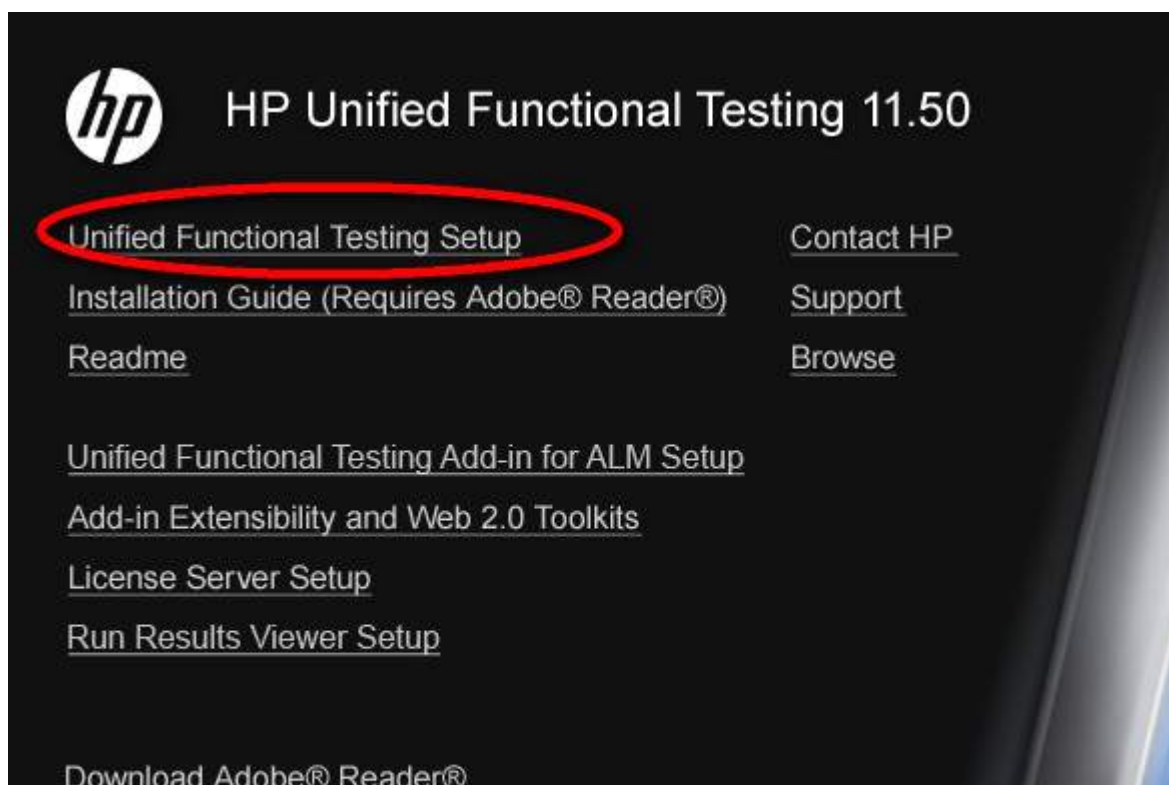 hp HP Unified Functional Testing 11.50
Unified Functional Testing Setup
Contact HP
Installation Guide (Requires Adobe® Reader®)
Support
Readme
Browse
Unified Functional Testing Add-in for ALM Setup
Add-in Extensibility and Web 2.0 Toolkits
License Server Setup
Run Results Viewer Setup
Download Adobe® Reader®